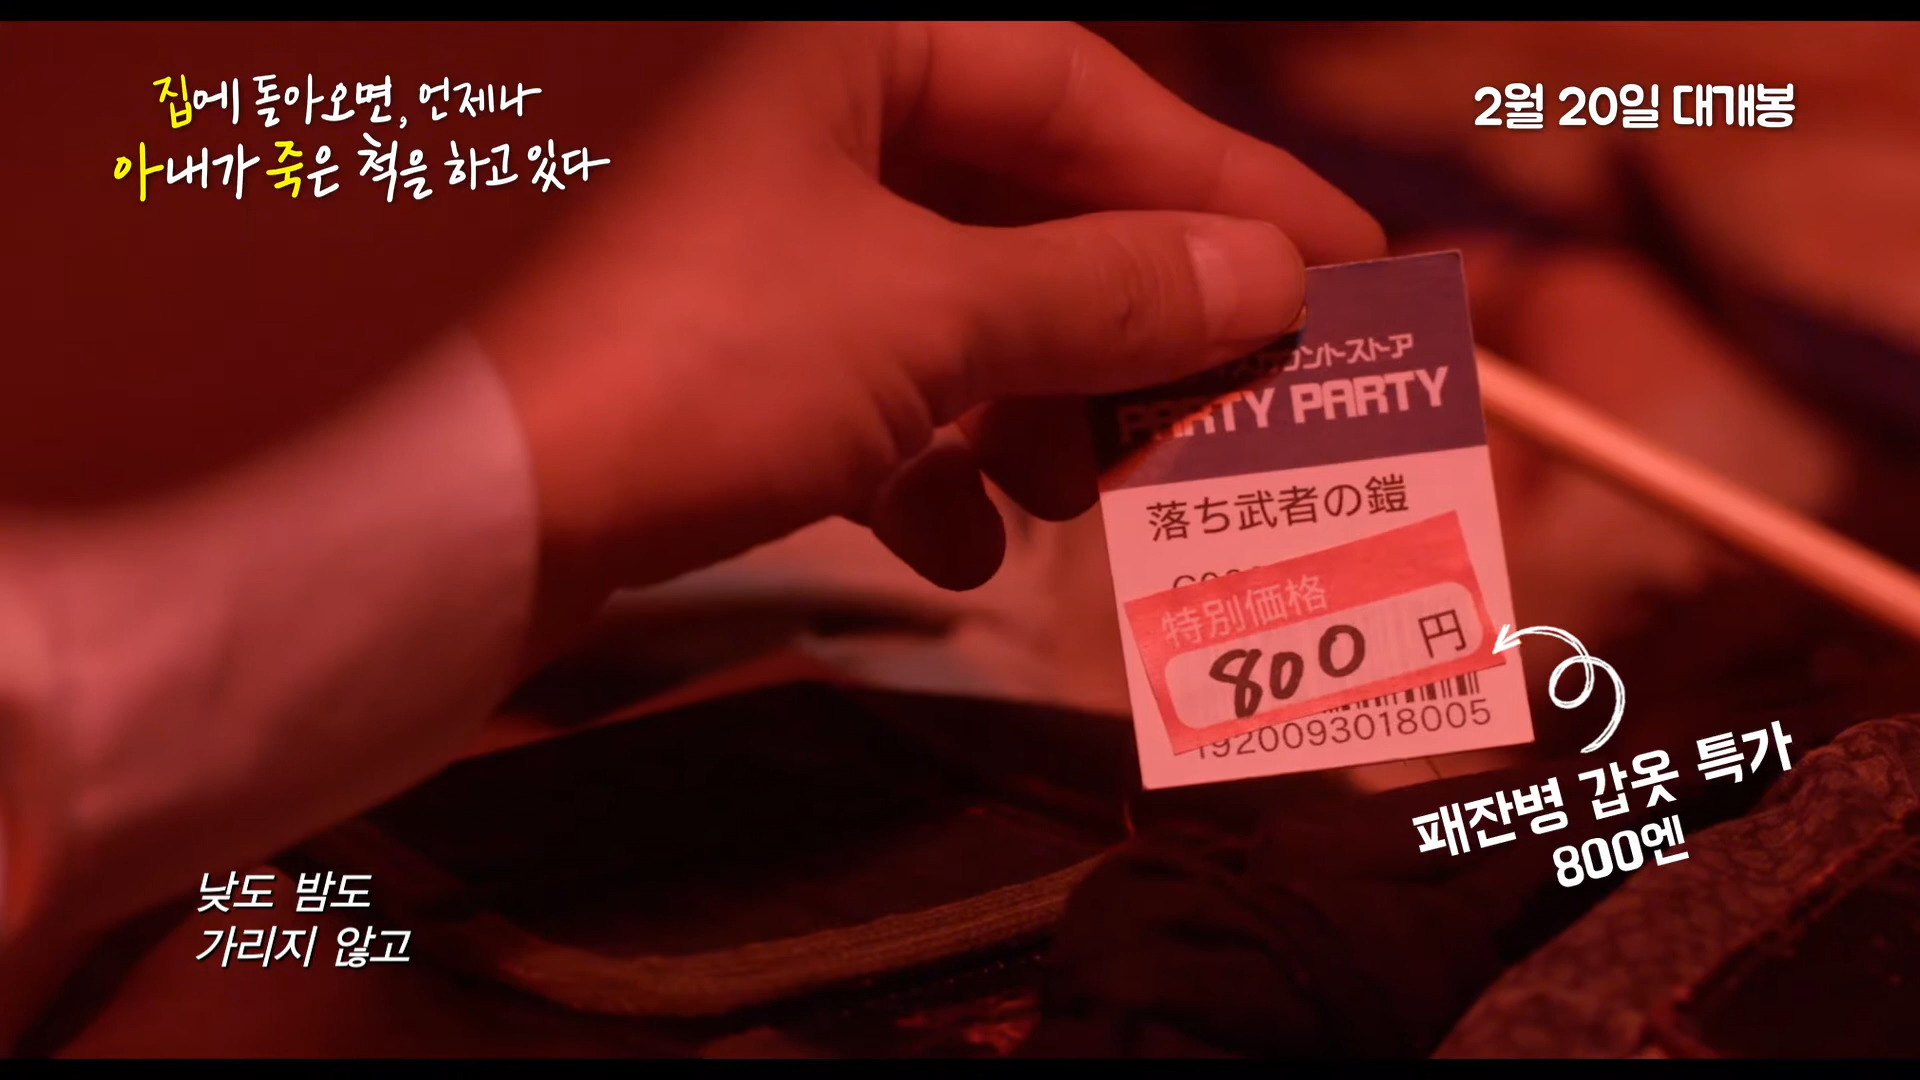 집에 돌아오면, 언제나
아내가 죽은 척을 하고 있다
2월 20일 대개봉
ウントストア
PARTY PARTY
落ち武者の鎧
特別価格
800 円
1920093018005
패잔병 갑옷 특가
800엔
낮도 밤도
가리지 않고